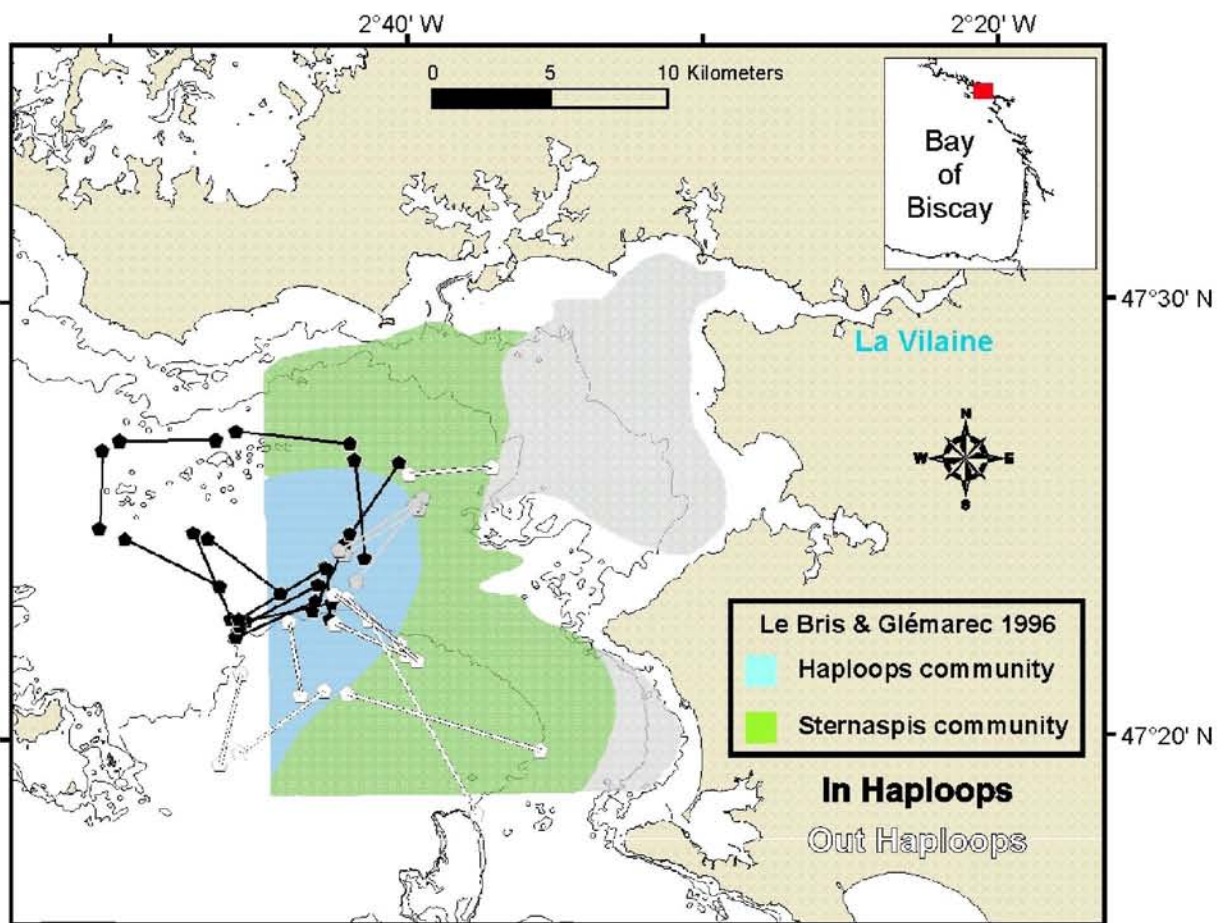 2°40' W
2°20' W
0 5 10 Kilometers
Bay
of
Biscay
47°30' N
La Vilaine
N
W E
S
Le Bris & Glémarec 1996
Haploops community
Sternaspis community
47°20' N
In Haploops
Out Haploops